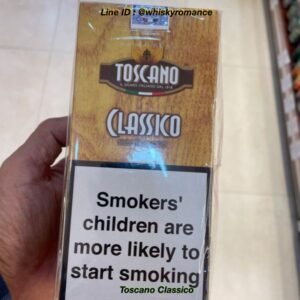 Line ID : @whiskyromance
TOSCANO
IL SIGARO ITALIANO DAL 1818
CLASSICO
Smokers'
children are
more likely to
start smoking
Toscano Classico